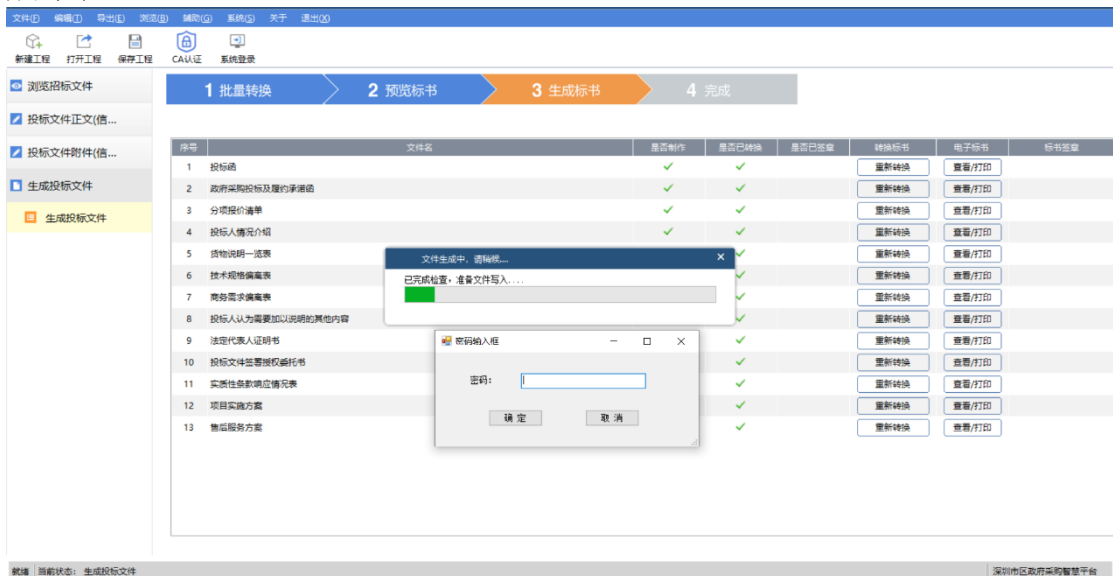 文件(F) 编辑(T) 导出(E) 浏览(B) 辅助(G) 系统(S) 关于 退出(X)
新建工程 打开工程 保存工程 CA认证 系统登录
浏览招标文件
投标文件正文(信...
投标文件附件(信...
生成投标文件
生成投标文件
1 批量转换 2 预览标书 3 生成标书 4 完成
序号 文件名 是否制作 是否已转换 是否已签章 转换标书 电子标书 标书签章
1 投标函 重新转换 查看/打印
2 政府采购投标及履约承诺函 重新转换 查看/打印
3 分项报价清单 重新转换 查看/打印
4 投标人情况介绍 重新转换 查看/打印
5 货物说明一览表 重新转换 查看/打印
6 技术规格偏离表 重新转换 查看/打印
7 商务需求偏离表 重新转换 查看/打印
8 投标人认为需要加以说明的其他内容 重新转换 查看/打印
9 法定代表人证明书 重新转换 查看/打印
10 投标文件签署授权委托书 重新转换 查看/打印
11 实质性条款响应情况表 重新转换 查看/打印
12 项目实施方案 重新转换 查看/打印
13 售后服务方案 重新转换 查看/打印
文件生成中，请稍候...
已完成检查，准备文件写入....
密码输入框
密码：
确 定 取 消
就绪 当前状态： 生成投标文件 深圳市区政府采购智慧平台